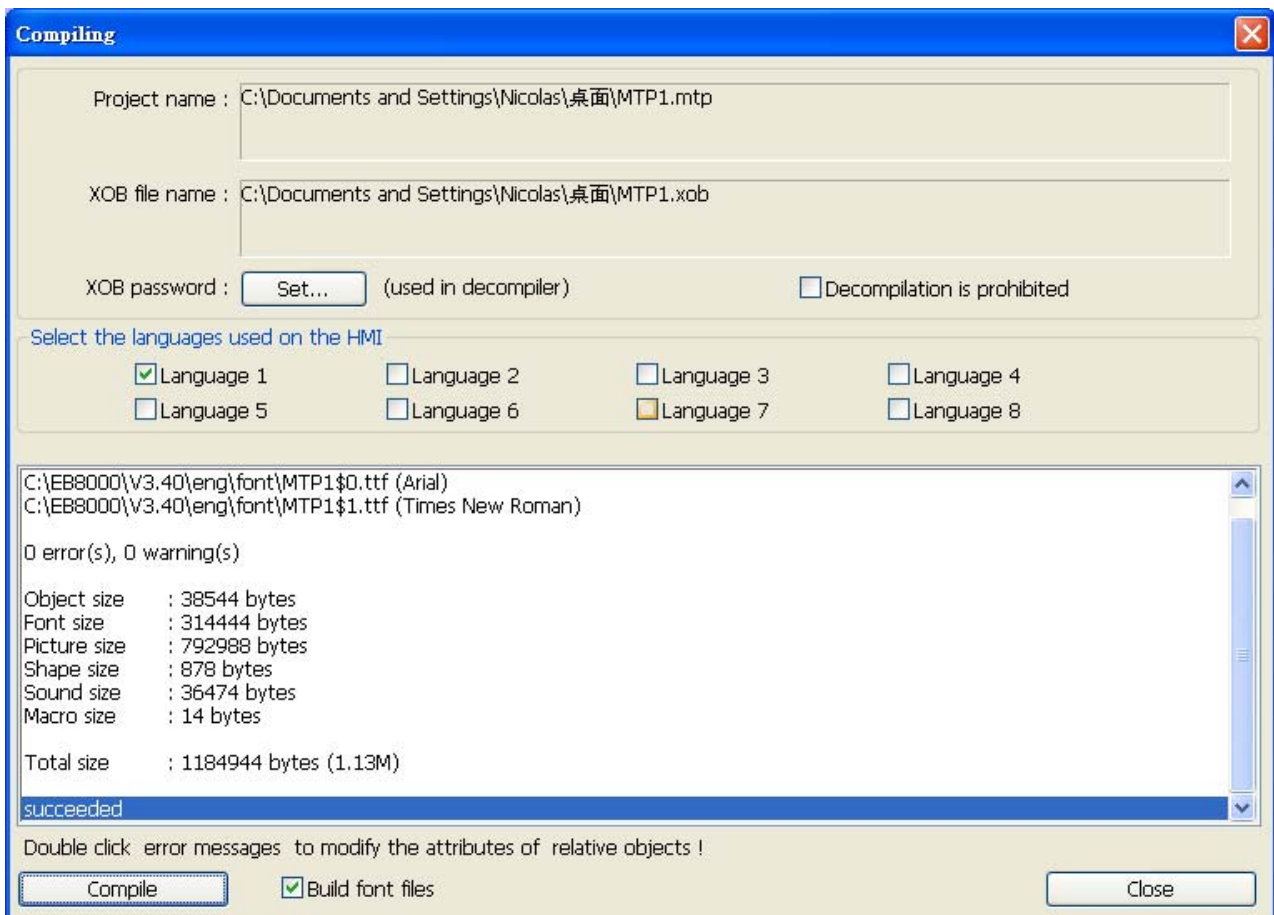 Compiling
Project name : C:\Documents and Settings\Nicolas\桌面\MTP1.mtp
XOB file name : C:\Documents and Settings\Nicolas\桌面\MTP1.xob
XOB password : Set... (used in decompiler) Decompilation is prohibited
Select the languages used on the HMI
Language 1 Language 2 Language 3 Language 4
Language 5 Language 6 Language 7 Language 8
C:\EB8000\V3.40\eng\font\MTP1$0.ttf (Arial)
C:\EB8000\V3.40\eng\font\MTP1$1.ttf (Times New Roman)
0 error(s), 0 warning(s)
Object size : 38544 bytes
Font size : 314444 bytes
Picture size : 792988 bytes
Shape size : 878 bytes
Sound size : 36474 bytes
Macro size : 14 bytes
Total size : 1184944 bytes (1.13M)
succeeded
Double click error messages to modify the attributes of relative objects !
Compile Build font files Close